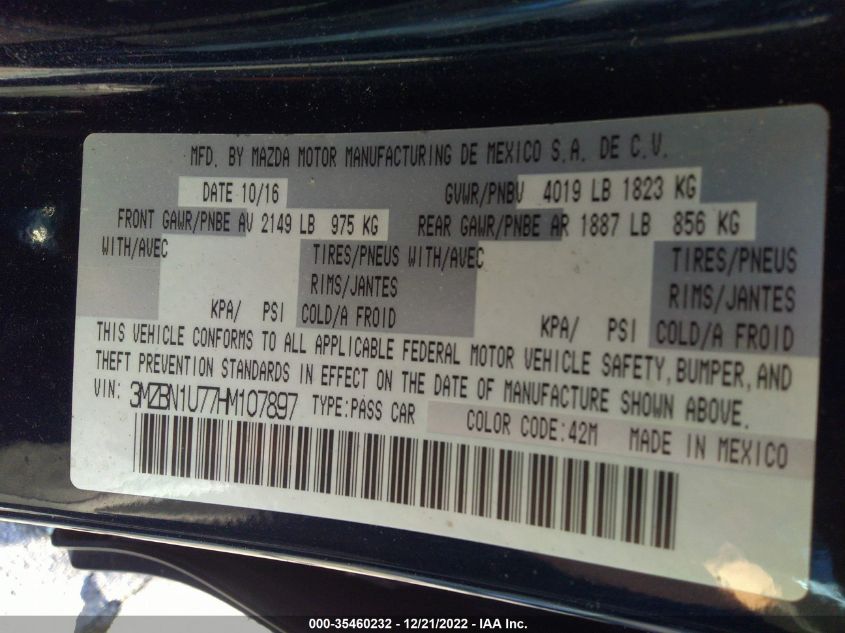 MFD. BY MAZDA MOTOR MANUFACTURING DE MEXICO S.A. DE C.V.
DATE 10/16 GVWR/PNBV 4019 LB 1823 KG
FRONT GAWR/PNBE AV 2149 LB 975 KG REAR GAWR/PNBE AR 1887 LB 856 KG
WITH/AVEC TIRES/PNEUS WITH/AVEC TIRES/PNEUS
RIMS/JANTES RIMS/JANTES
KPA/ PSI COLD/A FROID KPA/ PSI COLD/A FROID
THIS VEHICLE CONFORMS TO ALL APPLICABLE FEDERAL MOTOR VEHICLE SAFETY, BUMPER, AND
THEFT PREVENTION STANDARDS IN EFFECT ON THE DATE OF MANUFACTURE SHOWN ABOVE.
VIN: 3MZBN1U77HM107897 TYPE:PASS CAR COLOR CODE:42M MADE IN MEXICO
000-35460232 - 12/21/2022 - IAA Inc.